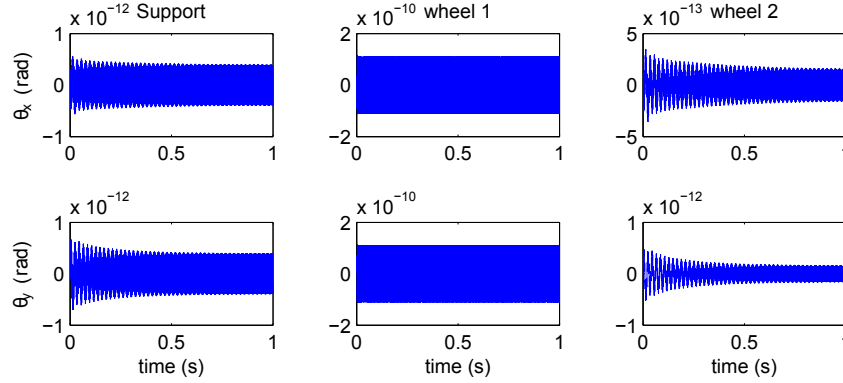 x 10⁻¹² Support
x 10⁻¹⁰ wheel 1
x 10⁻¹³ wheel 2
1
0
−1
θx (rad)
0 0.5 1
2
0
−2
0 0.5 1
5
0
−5
0 0.5 1
x 10⁻¹²
x 10⁻¹⁰
x 10⁻¹²
1
0
−1
θy (rad)
0 0.5 1
time (s)
2
0
−2
0 0.5 1
time (s)
1
0
−1
0 0.5 1
time (s)